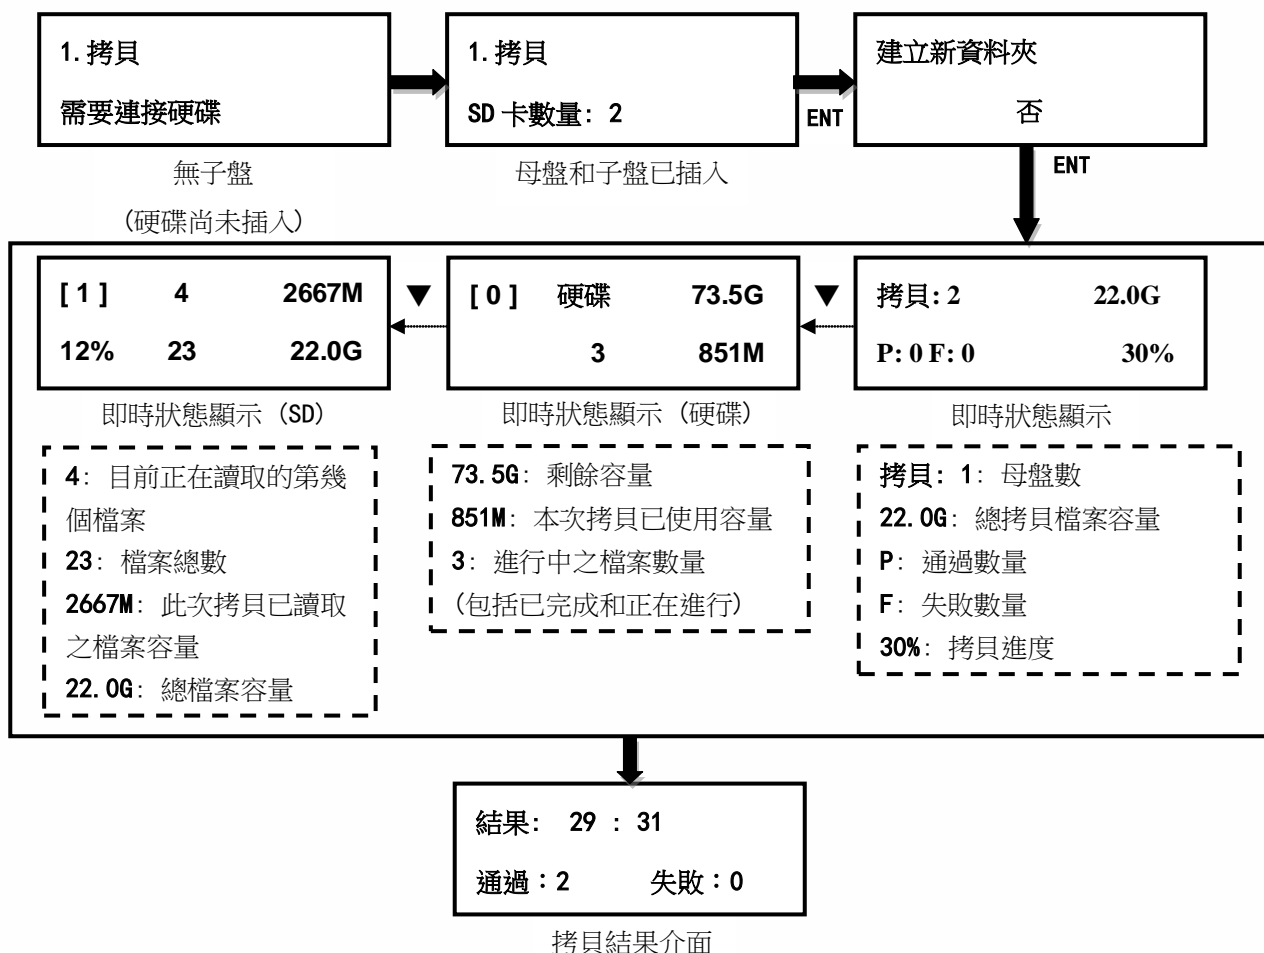 1.拷貝
需要連接硬碟
無子盤
(硬碟尚未插入)
1.拷貝
SD 卡數量: 2
母盤和子盤已插入
ENT
建立新資料夾
否
ENT
[ 1 ] 4 2667M
12% 23 22.0G
即時狀態顯示 (SD)
▼
[ 0 ] 硬碟 73.5G
3 851M
即時狀態顯示 (硬碟)
▼
拷貝: 2 22.0G
P: 0 F: 0 30%
即時狀態顯示
4: 目前正在讀取的第幾
個檔案
23: 檔案總數
2667M: 此次拷貝已讀取
之檔案容量
22.0G: 總檔案容量
73.5G: 剩餘容量
851M: 本次拷貝已使用容量
3: 進行中之檔案數量
(包括已完成和正在進行)
拷貝: 1: 母盤數
22.0G: 總拷貝檔案容量
P: 通過數量
F: 失敗數量
30%: 拷貝進度
結果: 29 : 31
通過：2 失敗：0
拷貝結果介面